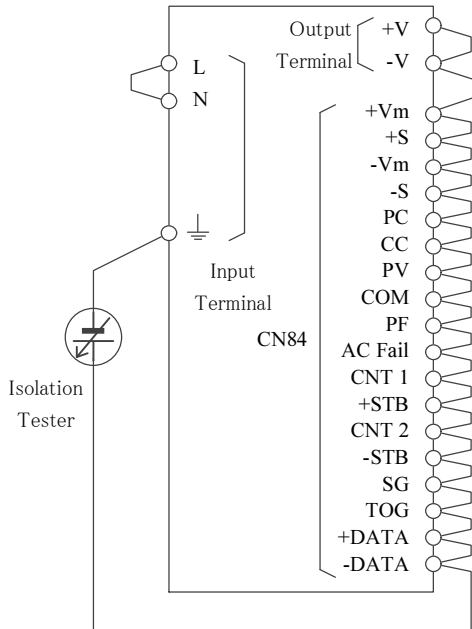 Output
Terminal
+V
-V
L
N
Input
Terminal
CN84
+Vm
+S
-Vm
-S
PC
CC
PV
COM
PF
AC Fail
CNT 1
+STB
CNT 2
-STB
SG
TOG
+DATA
-DATA
Isolation
Tester